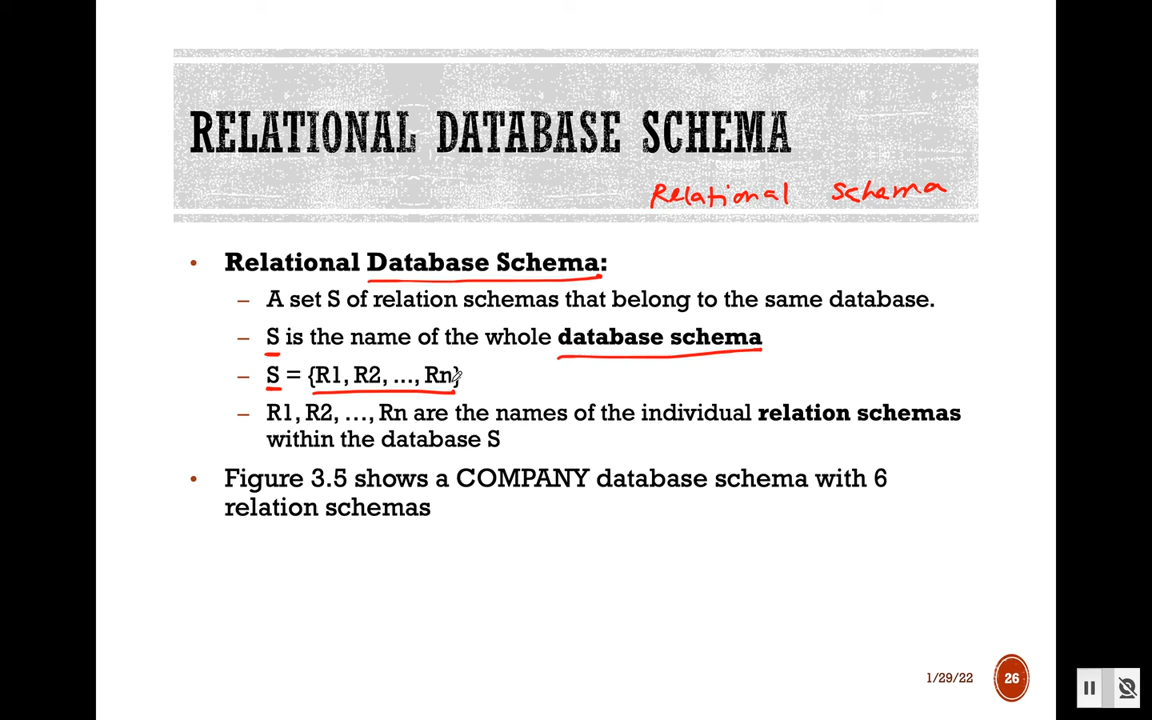 RELATIONAL DATABASE SCHEMA
Relational Schema
• Relational Database Schema:
– A set S of relation schemas that belong to the same database.
– S is the name of the whole database schema
– S = {R1, R2, ..., Rn}
– R1, R2, …, Rn are the names of the individual relation schemas
within the database S
• Figure 3.5 shows a COMPANY database schema with 6
relation schemas
1/29/22
26